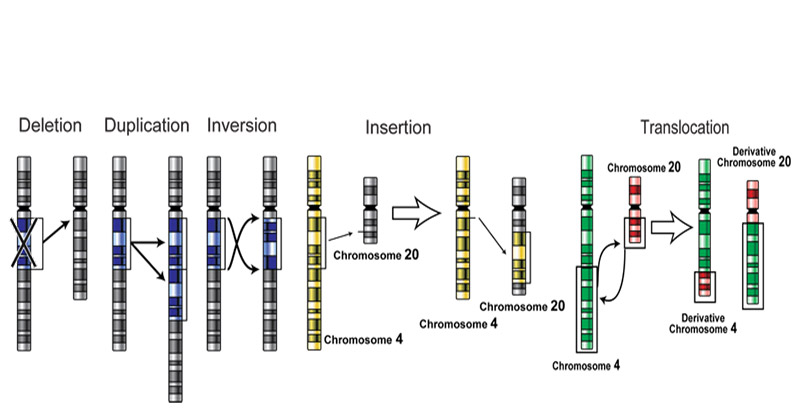 Deletion
Duplication
Inversion
Insertion
Translocation
Chromosome 20
Chromosome 4
Chromosome 4
Chromosome 20
Chromosome 20
Chromosome 4
Derivative
Chromosome 20
Derivative
Chromosome 4